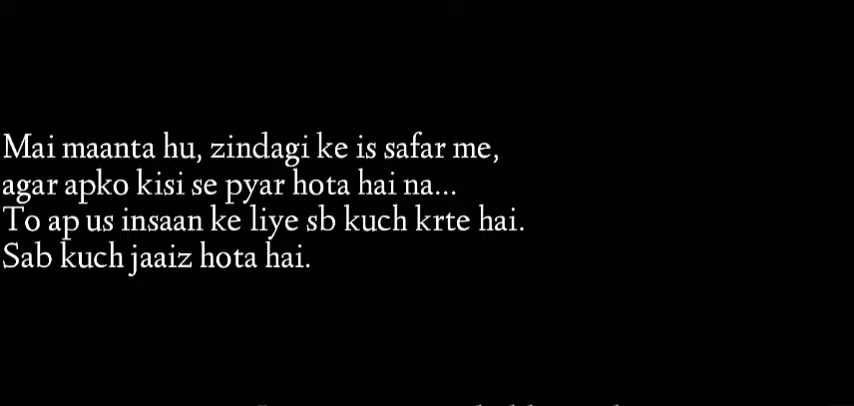 Mai maanta hu, zindagi ke is safar me,
agar apko kisi se pyar hota hai na...
To ap us insaan ke liye sb kuch krte hai.
Sab kuch jaaiz hota hai.